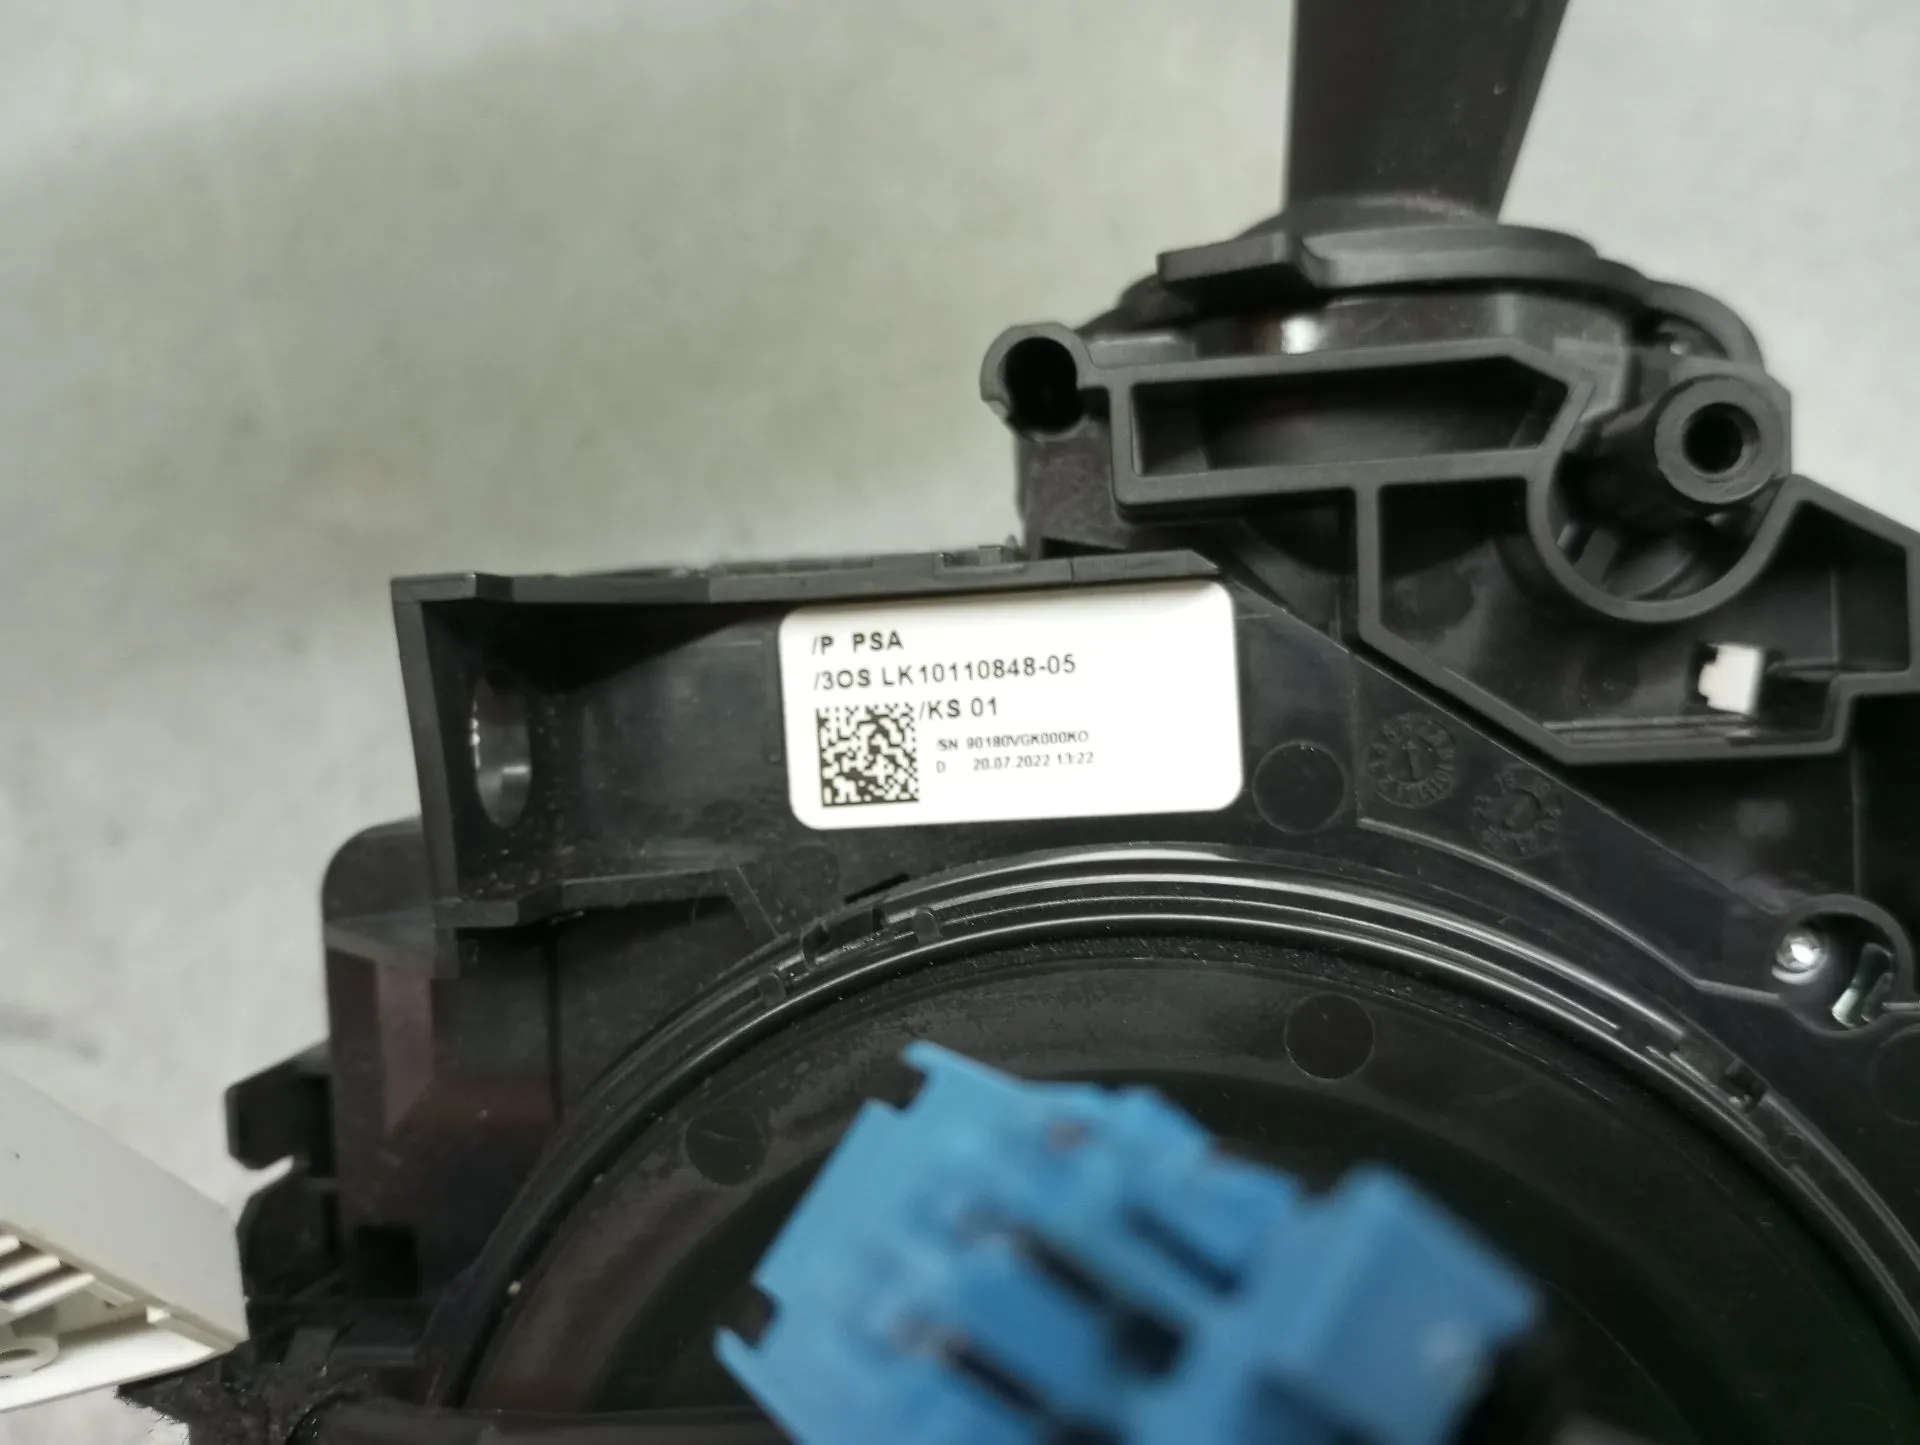 /P PSA
/3OS LK10110848-05
/KS 01
/SN 90180VGK000KO
D 20.07.2022 13:22